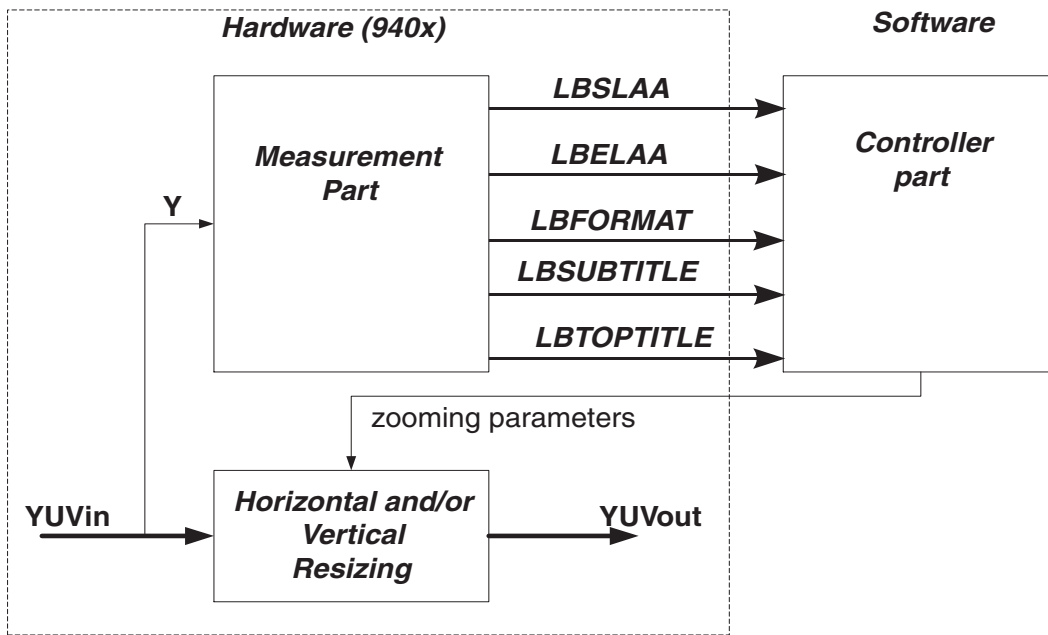 Hardware (940x)
Software
LBSLAA
Measurement
Part
Controller
part
LBELAA
Y
LBFORMAT
LBSUBTITLE
LBTOPTITLE
zooming parameters
YUVin
Horizontal and/or
Vertical
Resizing
YUVout